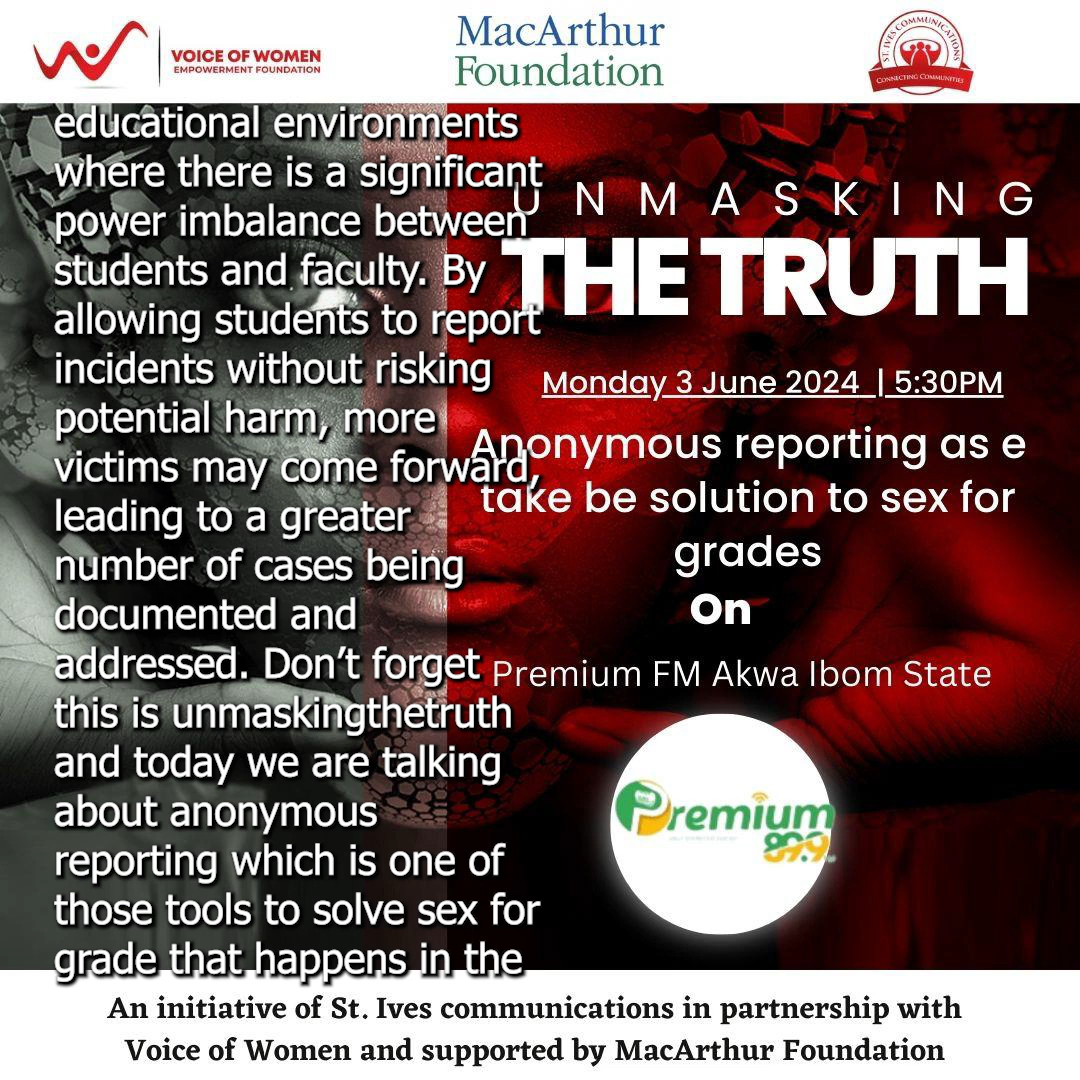 VOICE OF WOMEN
EMPOWERMENT FOUNDATION
MacArthur
Foundation
ST. IVES COMMUNICATIONS
CONNECTING COMMUNITIES
educational environments
where there is a significant
power imbalance between
students and faculty. By
allowing students to report
incidents without risking
potential harm, more
victims may come forward,
leading to a greater
number of cases being
documented and
addressed. Don’t forget
this is unmaskingthetruth
and today we are talking
about anonymous
reporting which is one of
those tools to solve sex for
grade that happens in the
UNMASKING
THE TRUTH
Monday 3 June 2024 | 5:30PM
Anonymous reporting as e
take be solution to sex for
grades
On
Premium FM Akwa Ibom State
Premium
89.9
An initiative of St. Ives communications in partnership with
Voice of Women and supported by MacArthur Foundation